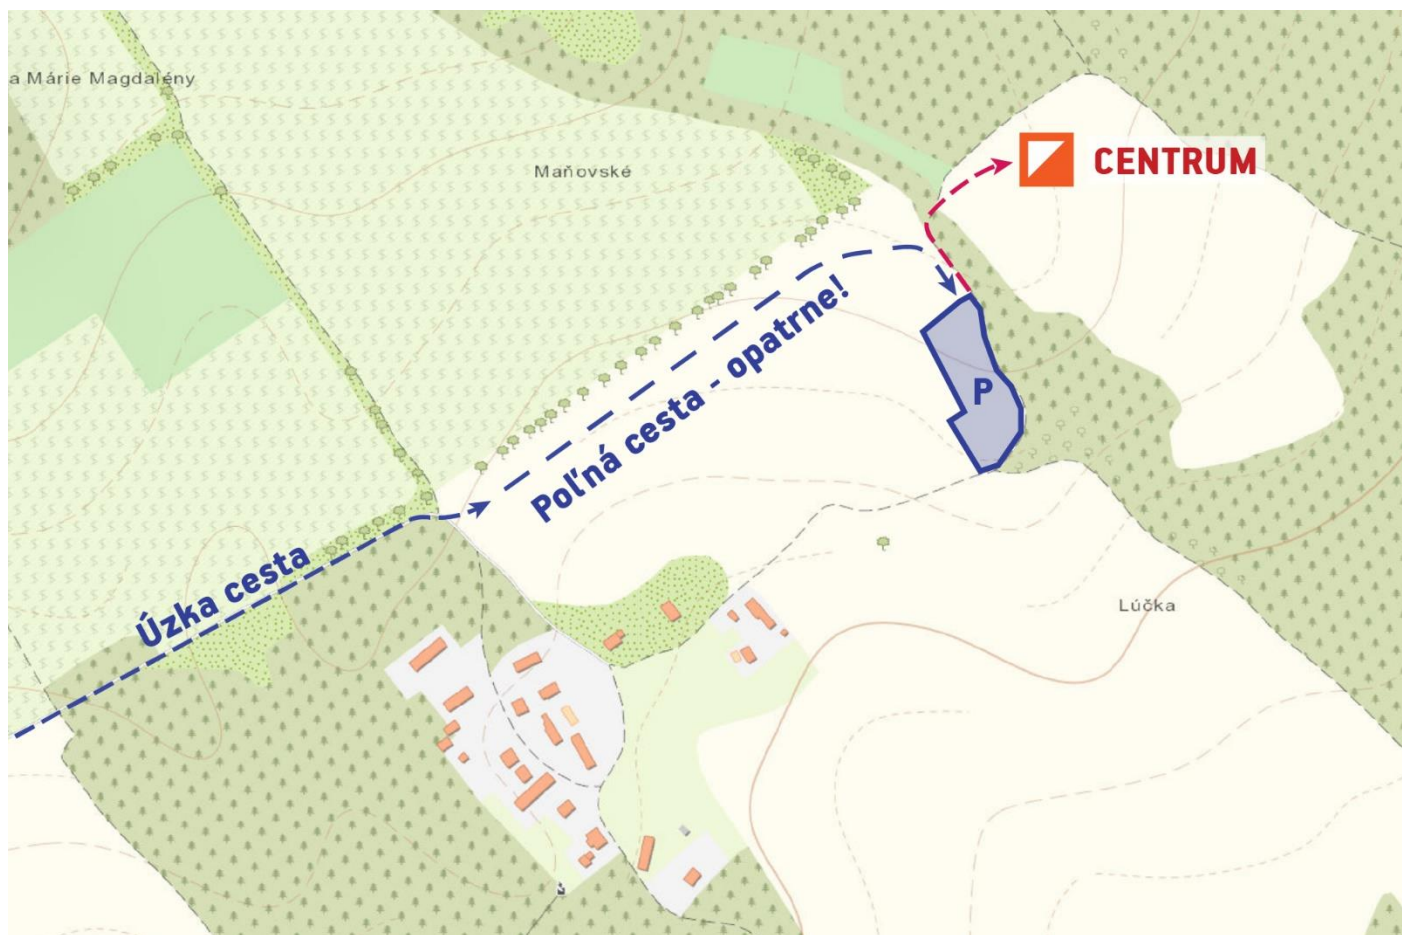 a Márie Magdalény
Maňovské
CENTRUM
Poľná cesta - opatrne!
P
Úzka cesta
Lúčka